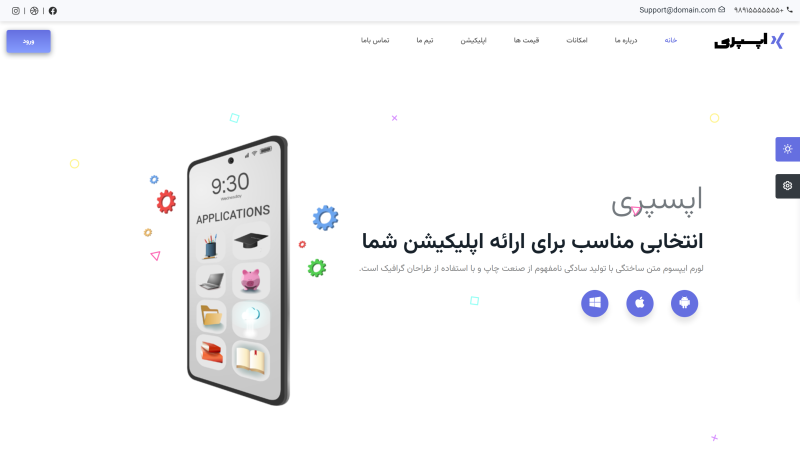 +۹۸۹۱۵۵۵۵۵۵۵ Support@domain.com
اپسپری
خانه درباره ما امکانات قیمت ها اپلیکیشن تیم ما تماس باما
ورود
9:30
Wednesday
APPLICATIONS
اپسپری
انتخابی مناسب برای ارائه اپلیکیشن شما
لورم ایپسوم متن ساختگی با تولید سادگی نامفهوم از صنعت چاپ و با استفاده از طراحان گرافیک است.